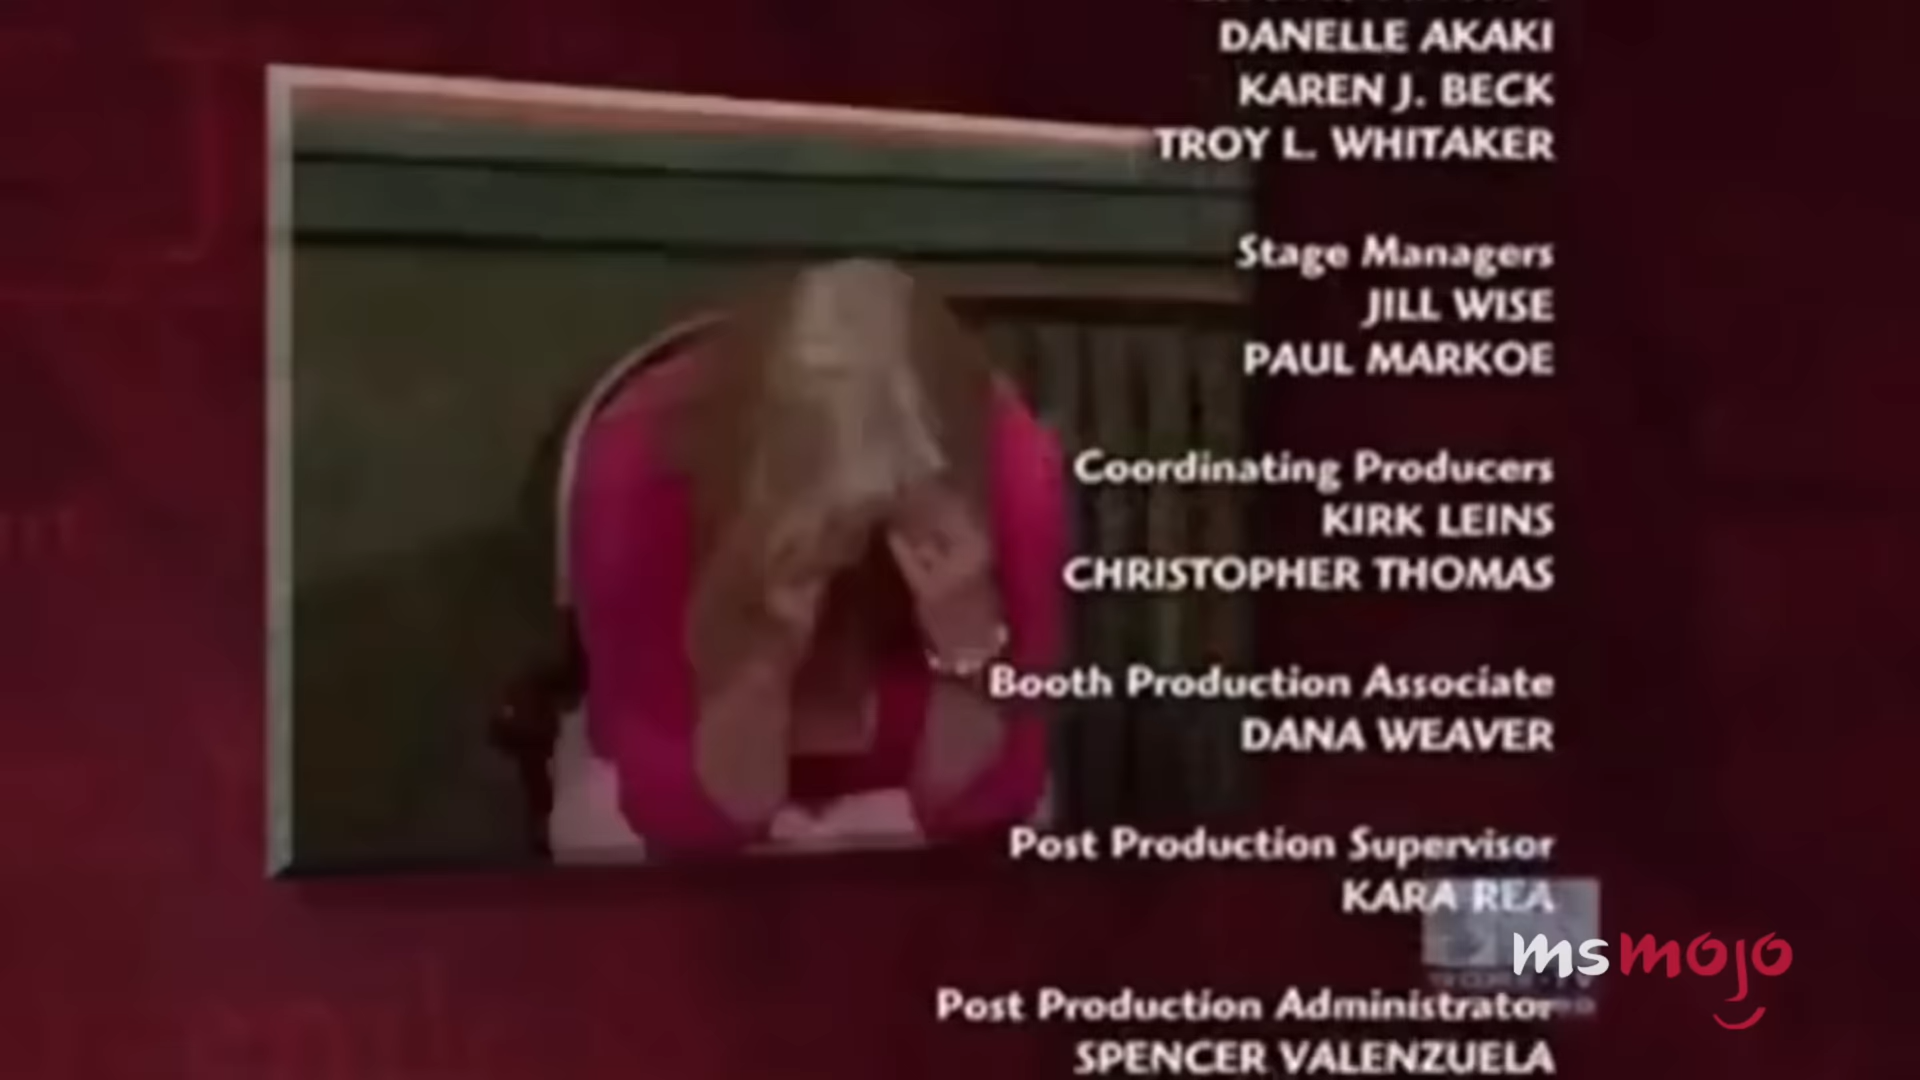 DANELLE AKAKI
KAREN J. BECK
TROY L. WHITAKER
Stage Managers
JILL WISE
PAUL MARKOE
Coordinating Producers
KIRK LEINS
CHRISTOPHER THOMAS
Booth Production Associate
DANA WEAVER
Post Production Supervisor
KARA REA
msmojo
Post Production Administrator
SPENCER VALENZUELA